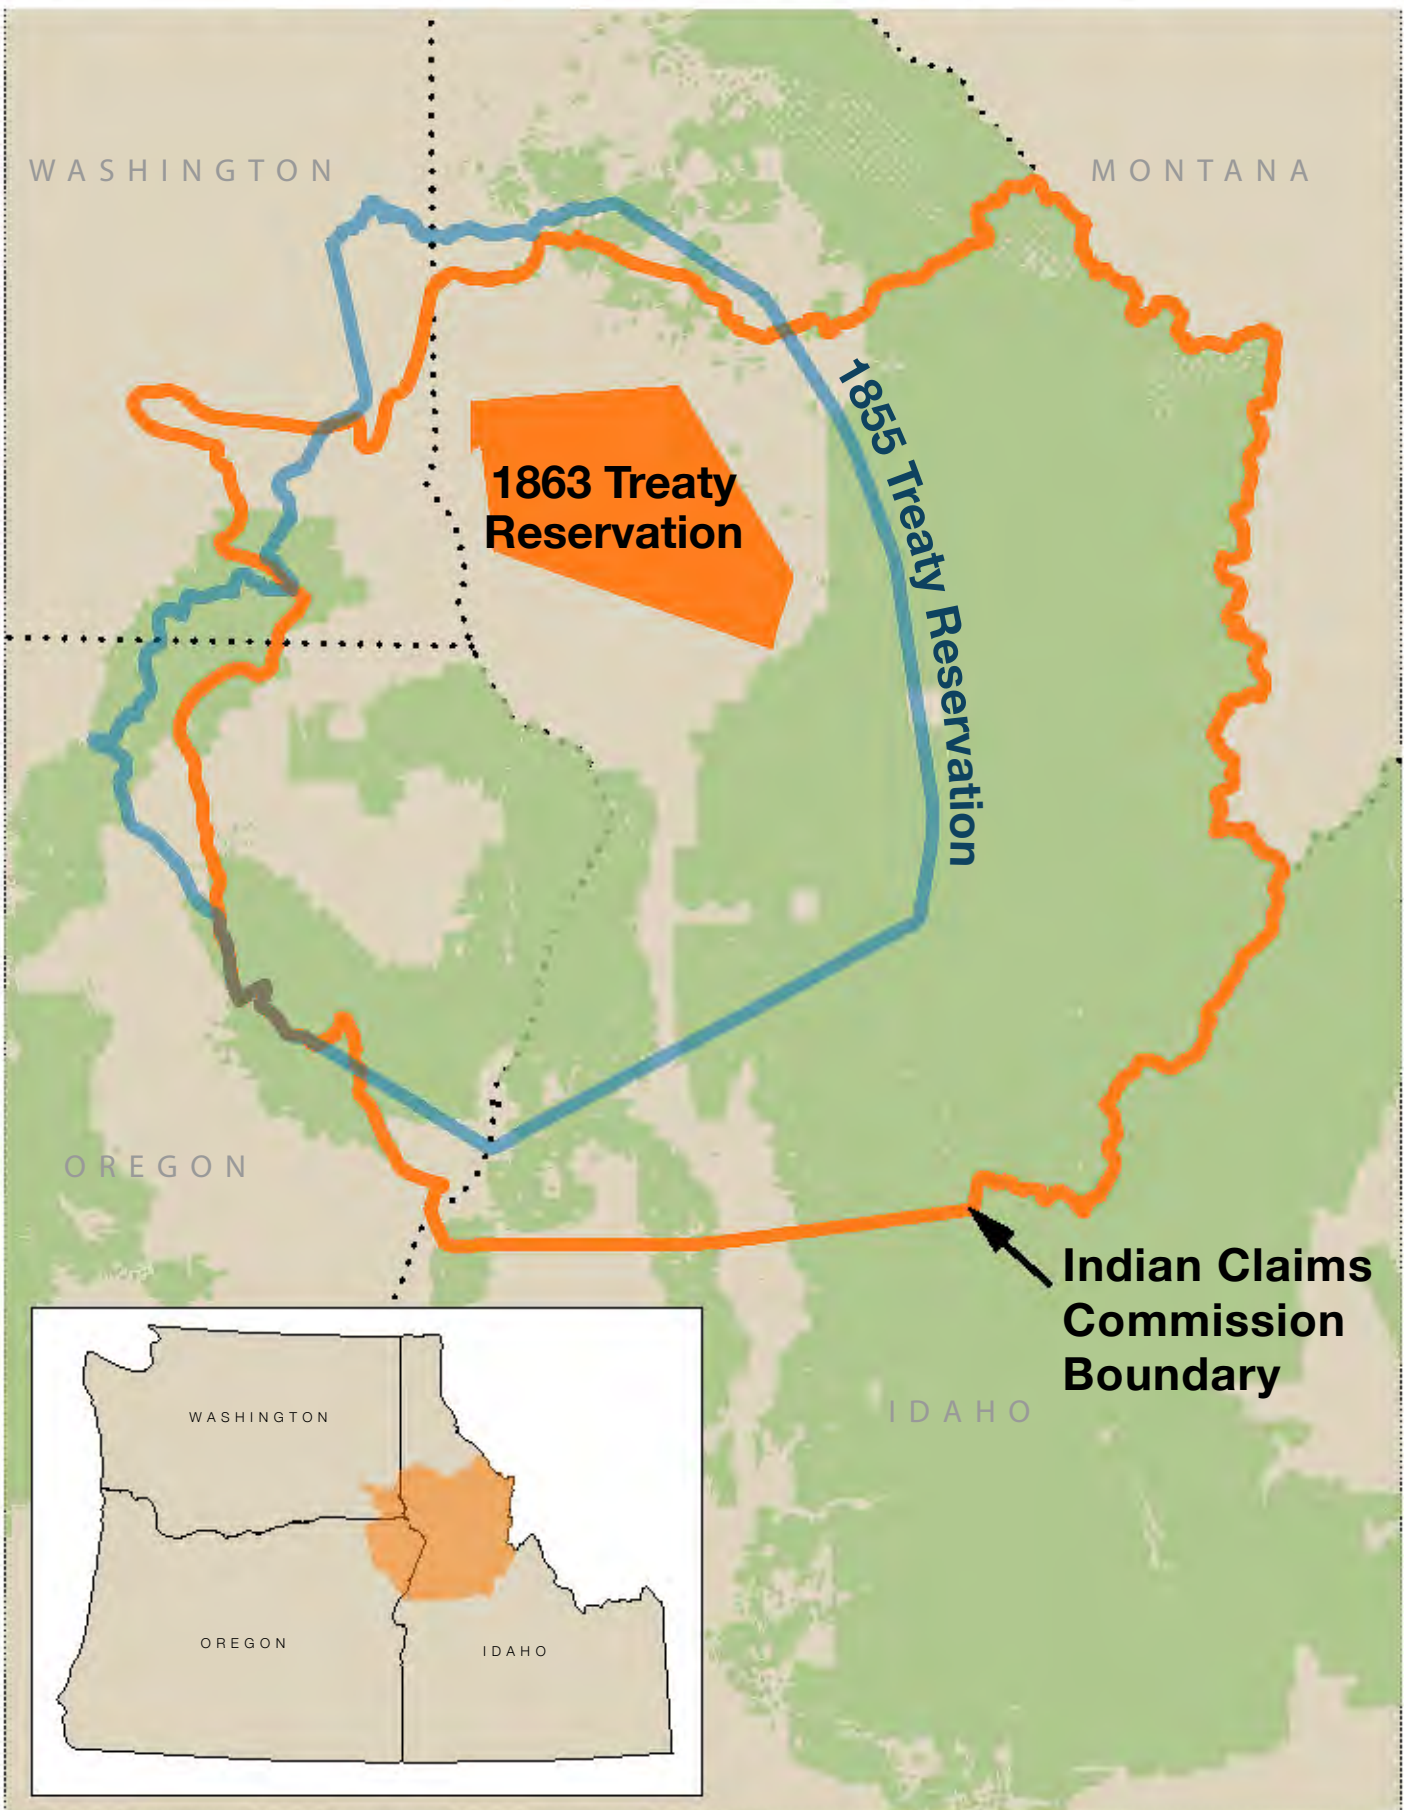 WASHINGTON
MONTANA
1855 Treaty Reservation
1863 Treaty
Reservation
OREGON
Indian Claims
Commission
Boundary
IDAHO
WASHINGTON
OREGON
IDAHO